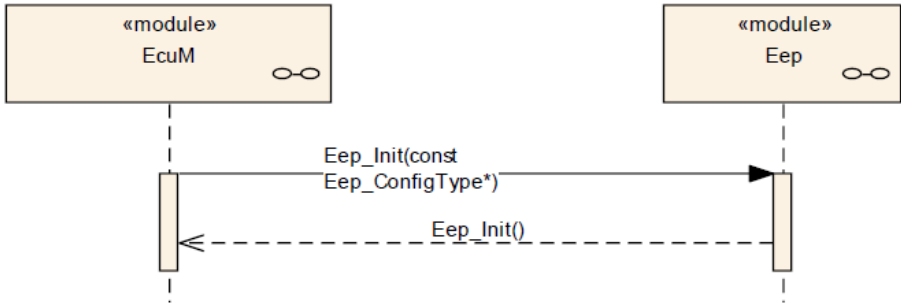 «module»
EcuM
«module»
Eep
Eep_Init(const
Eep_ConfigType*)
Eep_Init()